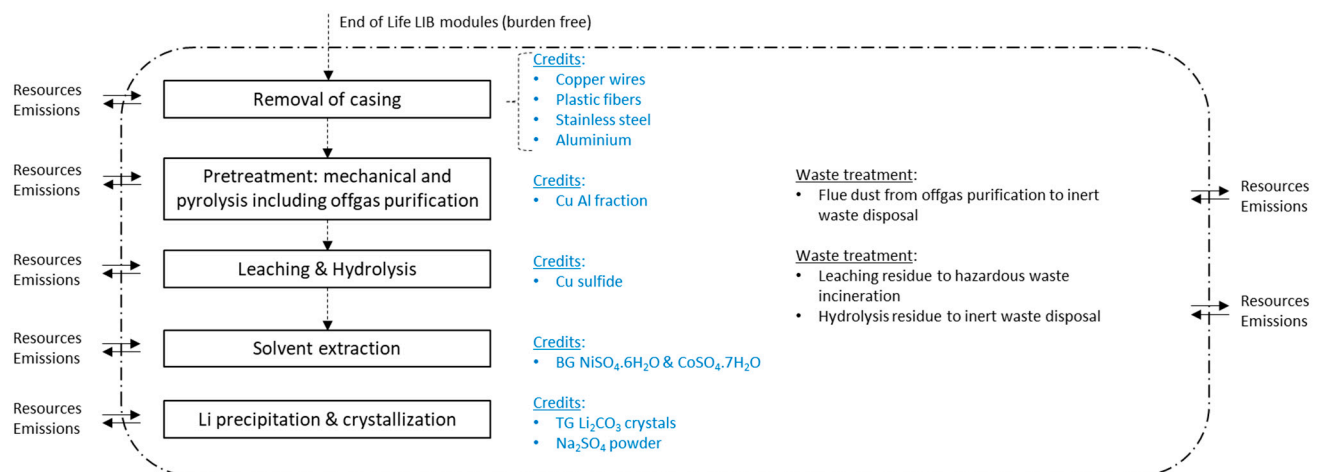 End of Life LIB modules (burden free)
Resources
Emissions
Removal of casing
Credits:
• Copper wires
• Plastic fibers
• Stainless steel
• Aluminium
Resources
Emissions
Pretreatment: mechanical and
pyrolysis including offgas purification
Credits:
• Cu Al fraction
Waste treatment:
• Flue dust from offgas purification to inert
waste disposal
Resources
Emissions
Resources
Emissions
Leaching & Hydrolysis
Credits:
• Cu sulfide
Waste treatment:
• Leaching residue to hazardous waste
incineration
• Hydrolysis residue to inert waste disposal
Resources
Emissions
Resources
Emissions
Solvent extraction
Credits:
• BG NiSO₄.6H₂O & CoSO₄.7H₂O
Resources
Emissions
Li precipitation & crystallization
Credits:
• TG Li₂CO₃ crystals
• Na₂SO₄ powder